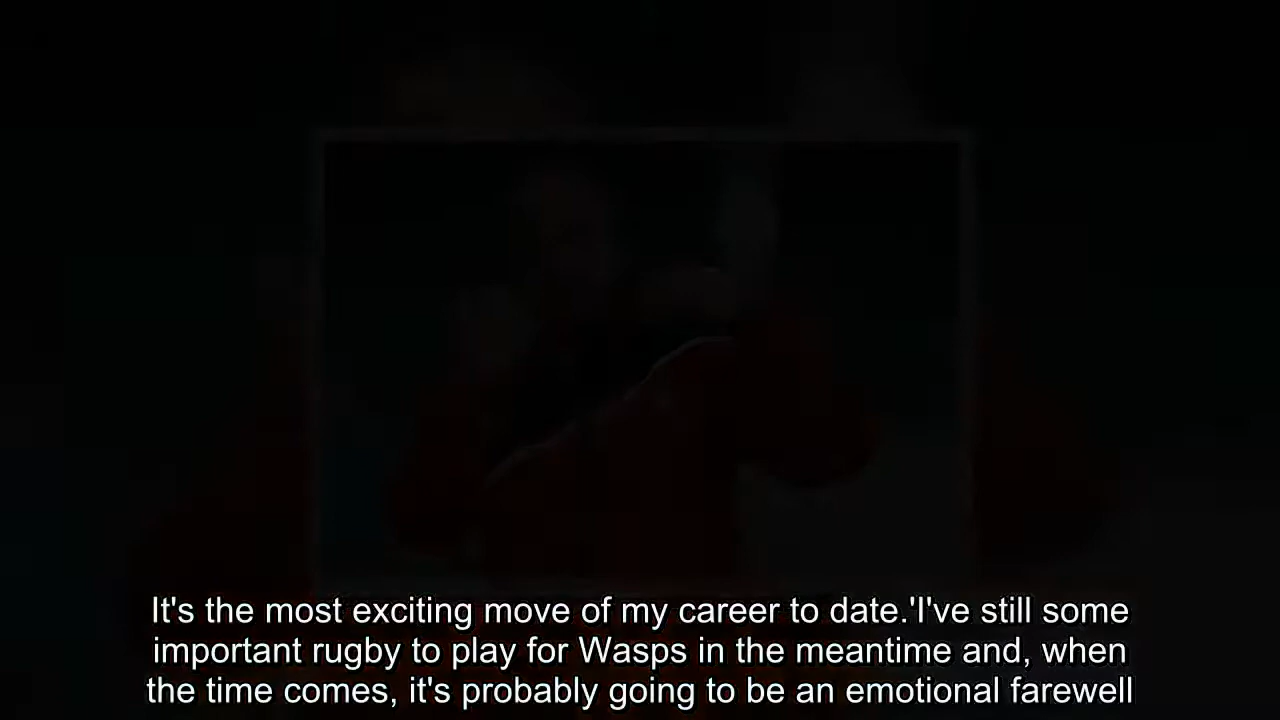 It's the most exciting move of my career to date.'I've still some
important rugby to play for Wasps in the meantime and, when
the time comes, it's probably going to be an emotional farewell